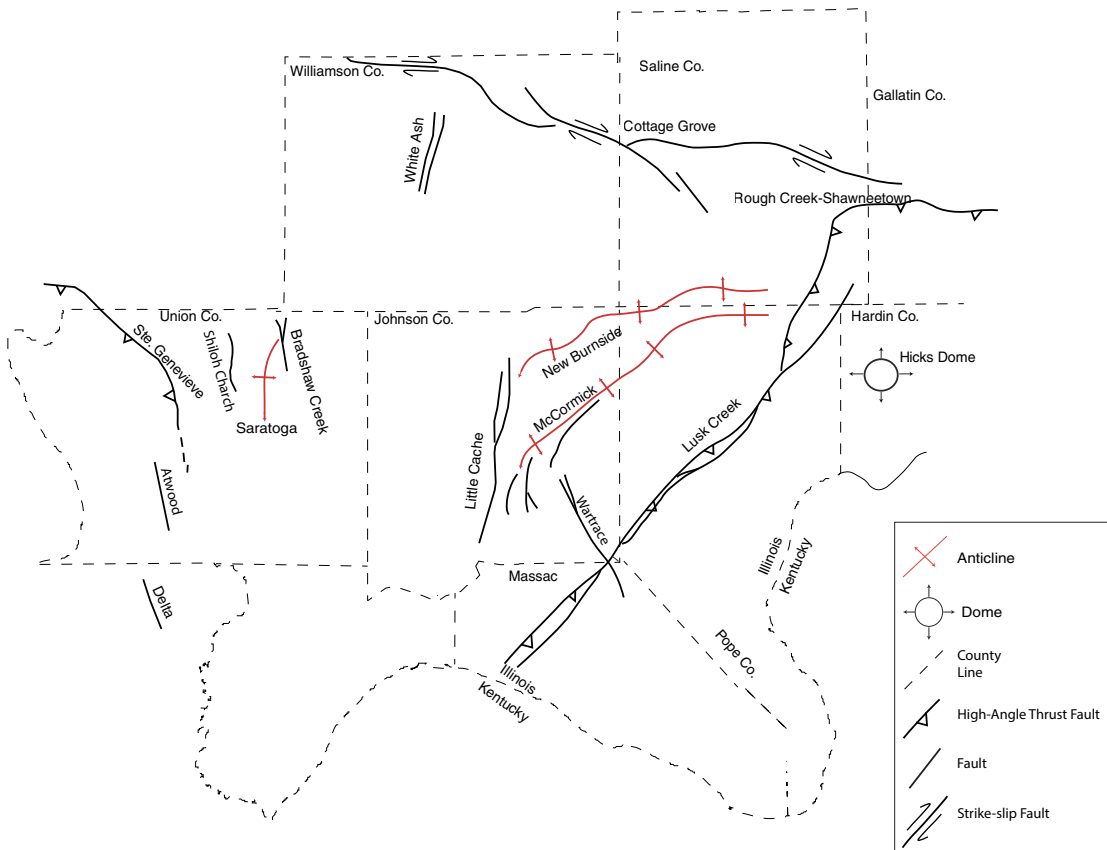 Williamson Co.
Saline Co.
Gallatin Co.
White Ash
Cottage Grove
Rough Creek-Shawneetown
Union Co.
Johnson Co.
Hardin Co.
Ste. Genevieve
Shiloh Charch
Bradshaw Creek
Saratoga
New Burnside
McCormick
Hicks Dome
Lusk Creek
Little Cache
Atwood
Wartrace
Massac
Delta
Pope Co.
Illinois
Kentucky
Illinois
Kentucky
Anticline
Dome
County
Line
High-Angle Thrust Fault
Fault
Strike-slip Fault